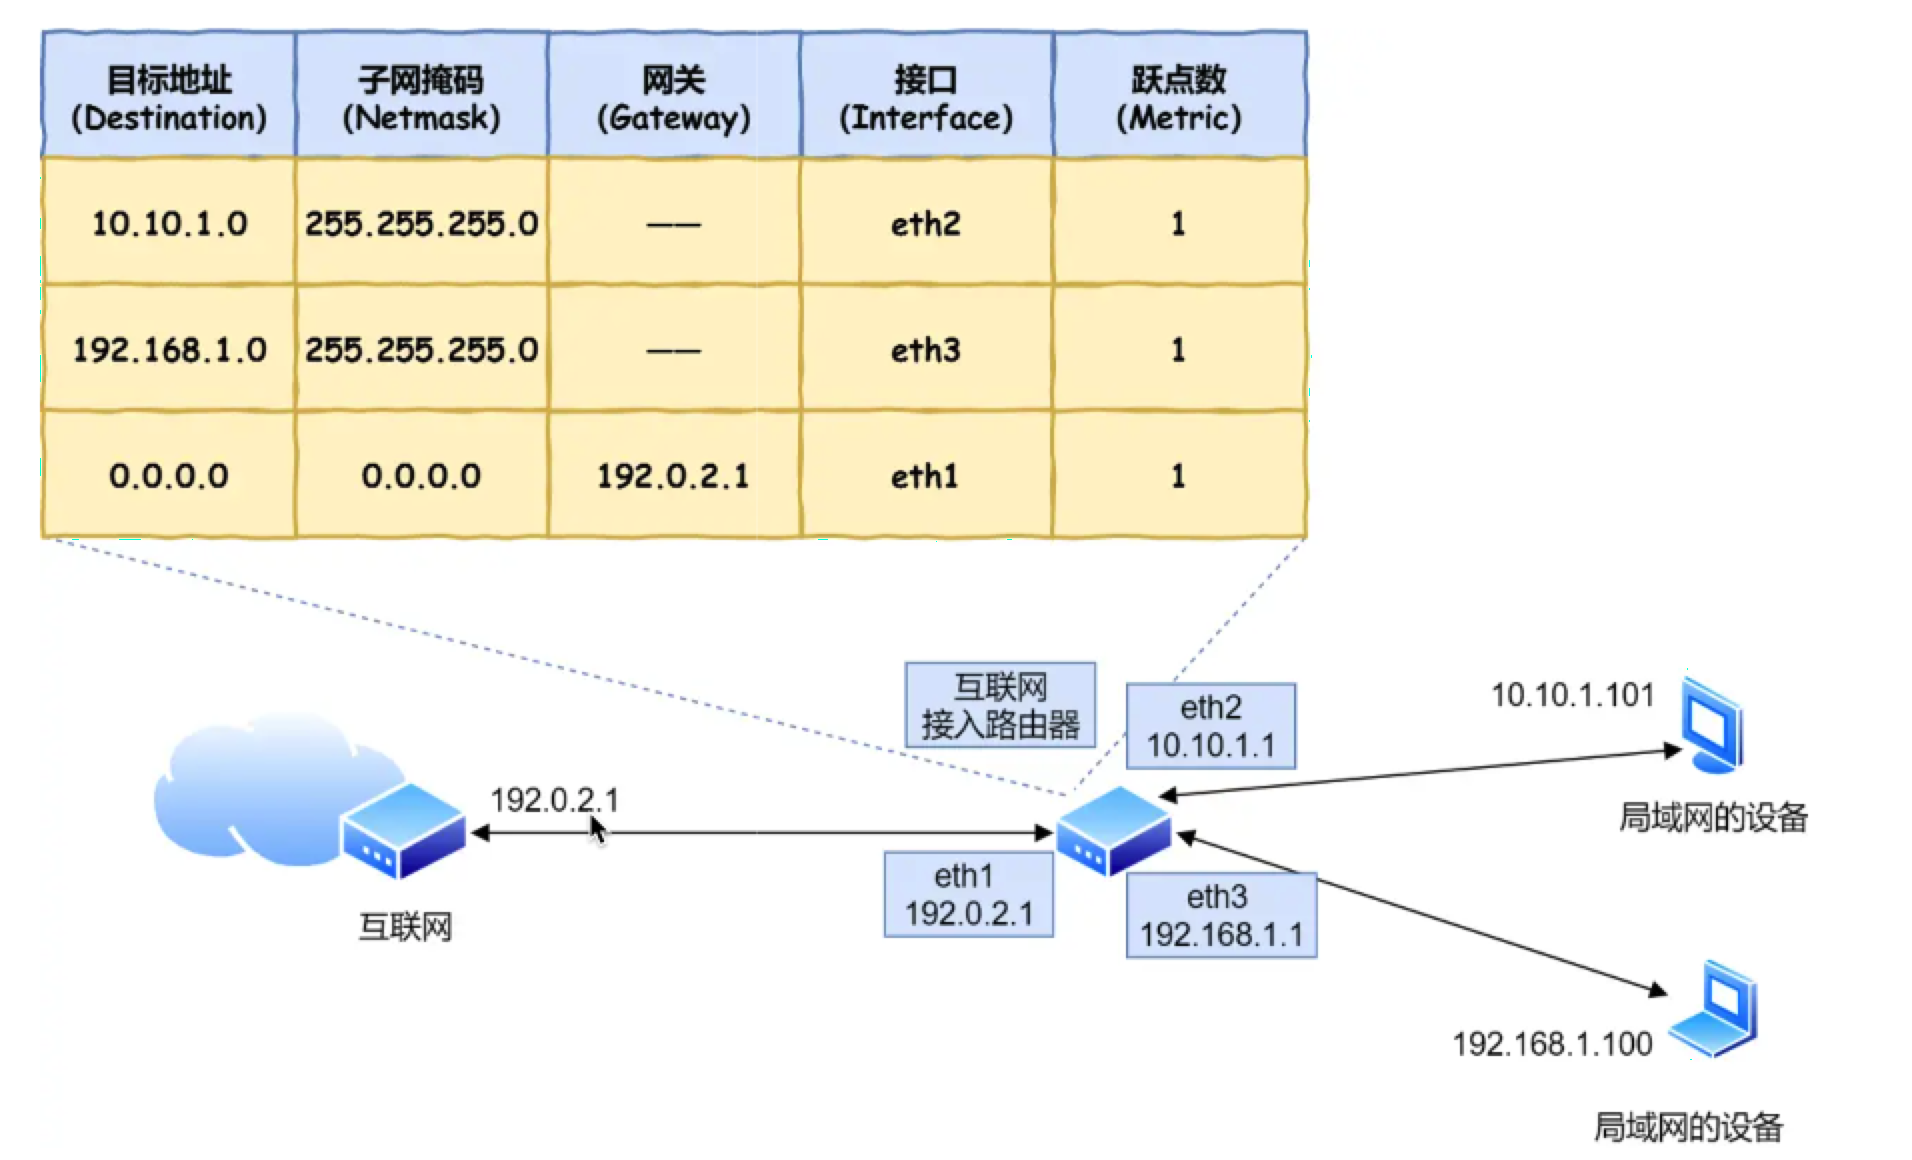 目标地址 子网掩码 网关 接口 跃点数
(Destination) (Netmask) (Gateway) (Interface) (Metric)
10.10.1.0 255.255.255.0 —— eth2 1
192.168.1.0 255.255.255.0 —— eth3 1
0.0.0.0 0.0.0.0 192.0.2.1 eth1 1
互联网
接入路由器
eth2
10.10.1.1
10.10.1.101
局域网的设备
192.0.2.1
互联网
eth1
192.0.2.1
eth3
192.168.1.1
192.168.1.100
局域网的设备